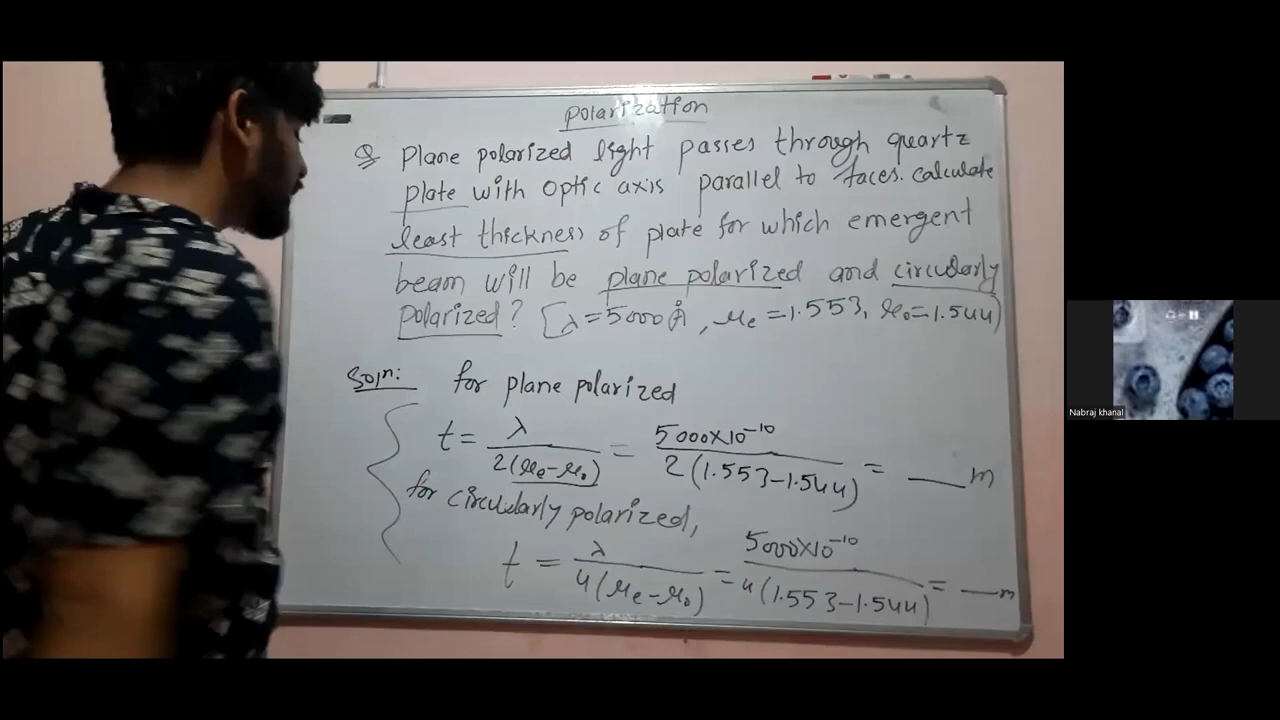 Polarization
Q Plane polarized light passes through quartz
plate with optic axis parallel to faces. calculate
least thickness of plate for which emergent
beam will be plane polarized and circularly
polarized? [λ=5000Å, μe=1.553, μo=1.544)
Soln: for plane polarized
t = λ / 2(μe-μo) = 5000×10⁻¹⁰ / 2(1.553-1.544) = ___ m
for circularly polarized,
t = λ / 4(μe-μo) = 5000×10⁻¹⁰ / 4(1.553-1.544) = ___ m
Nabraj khanal